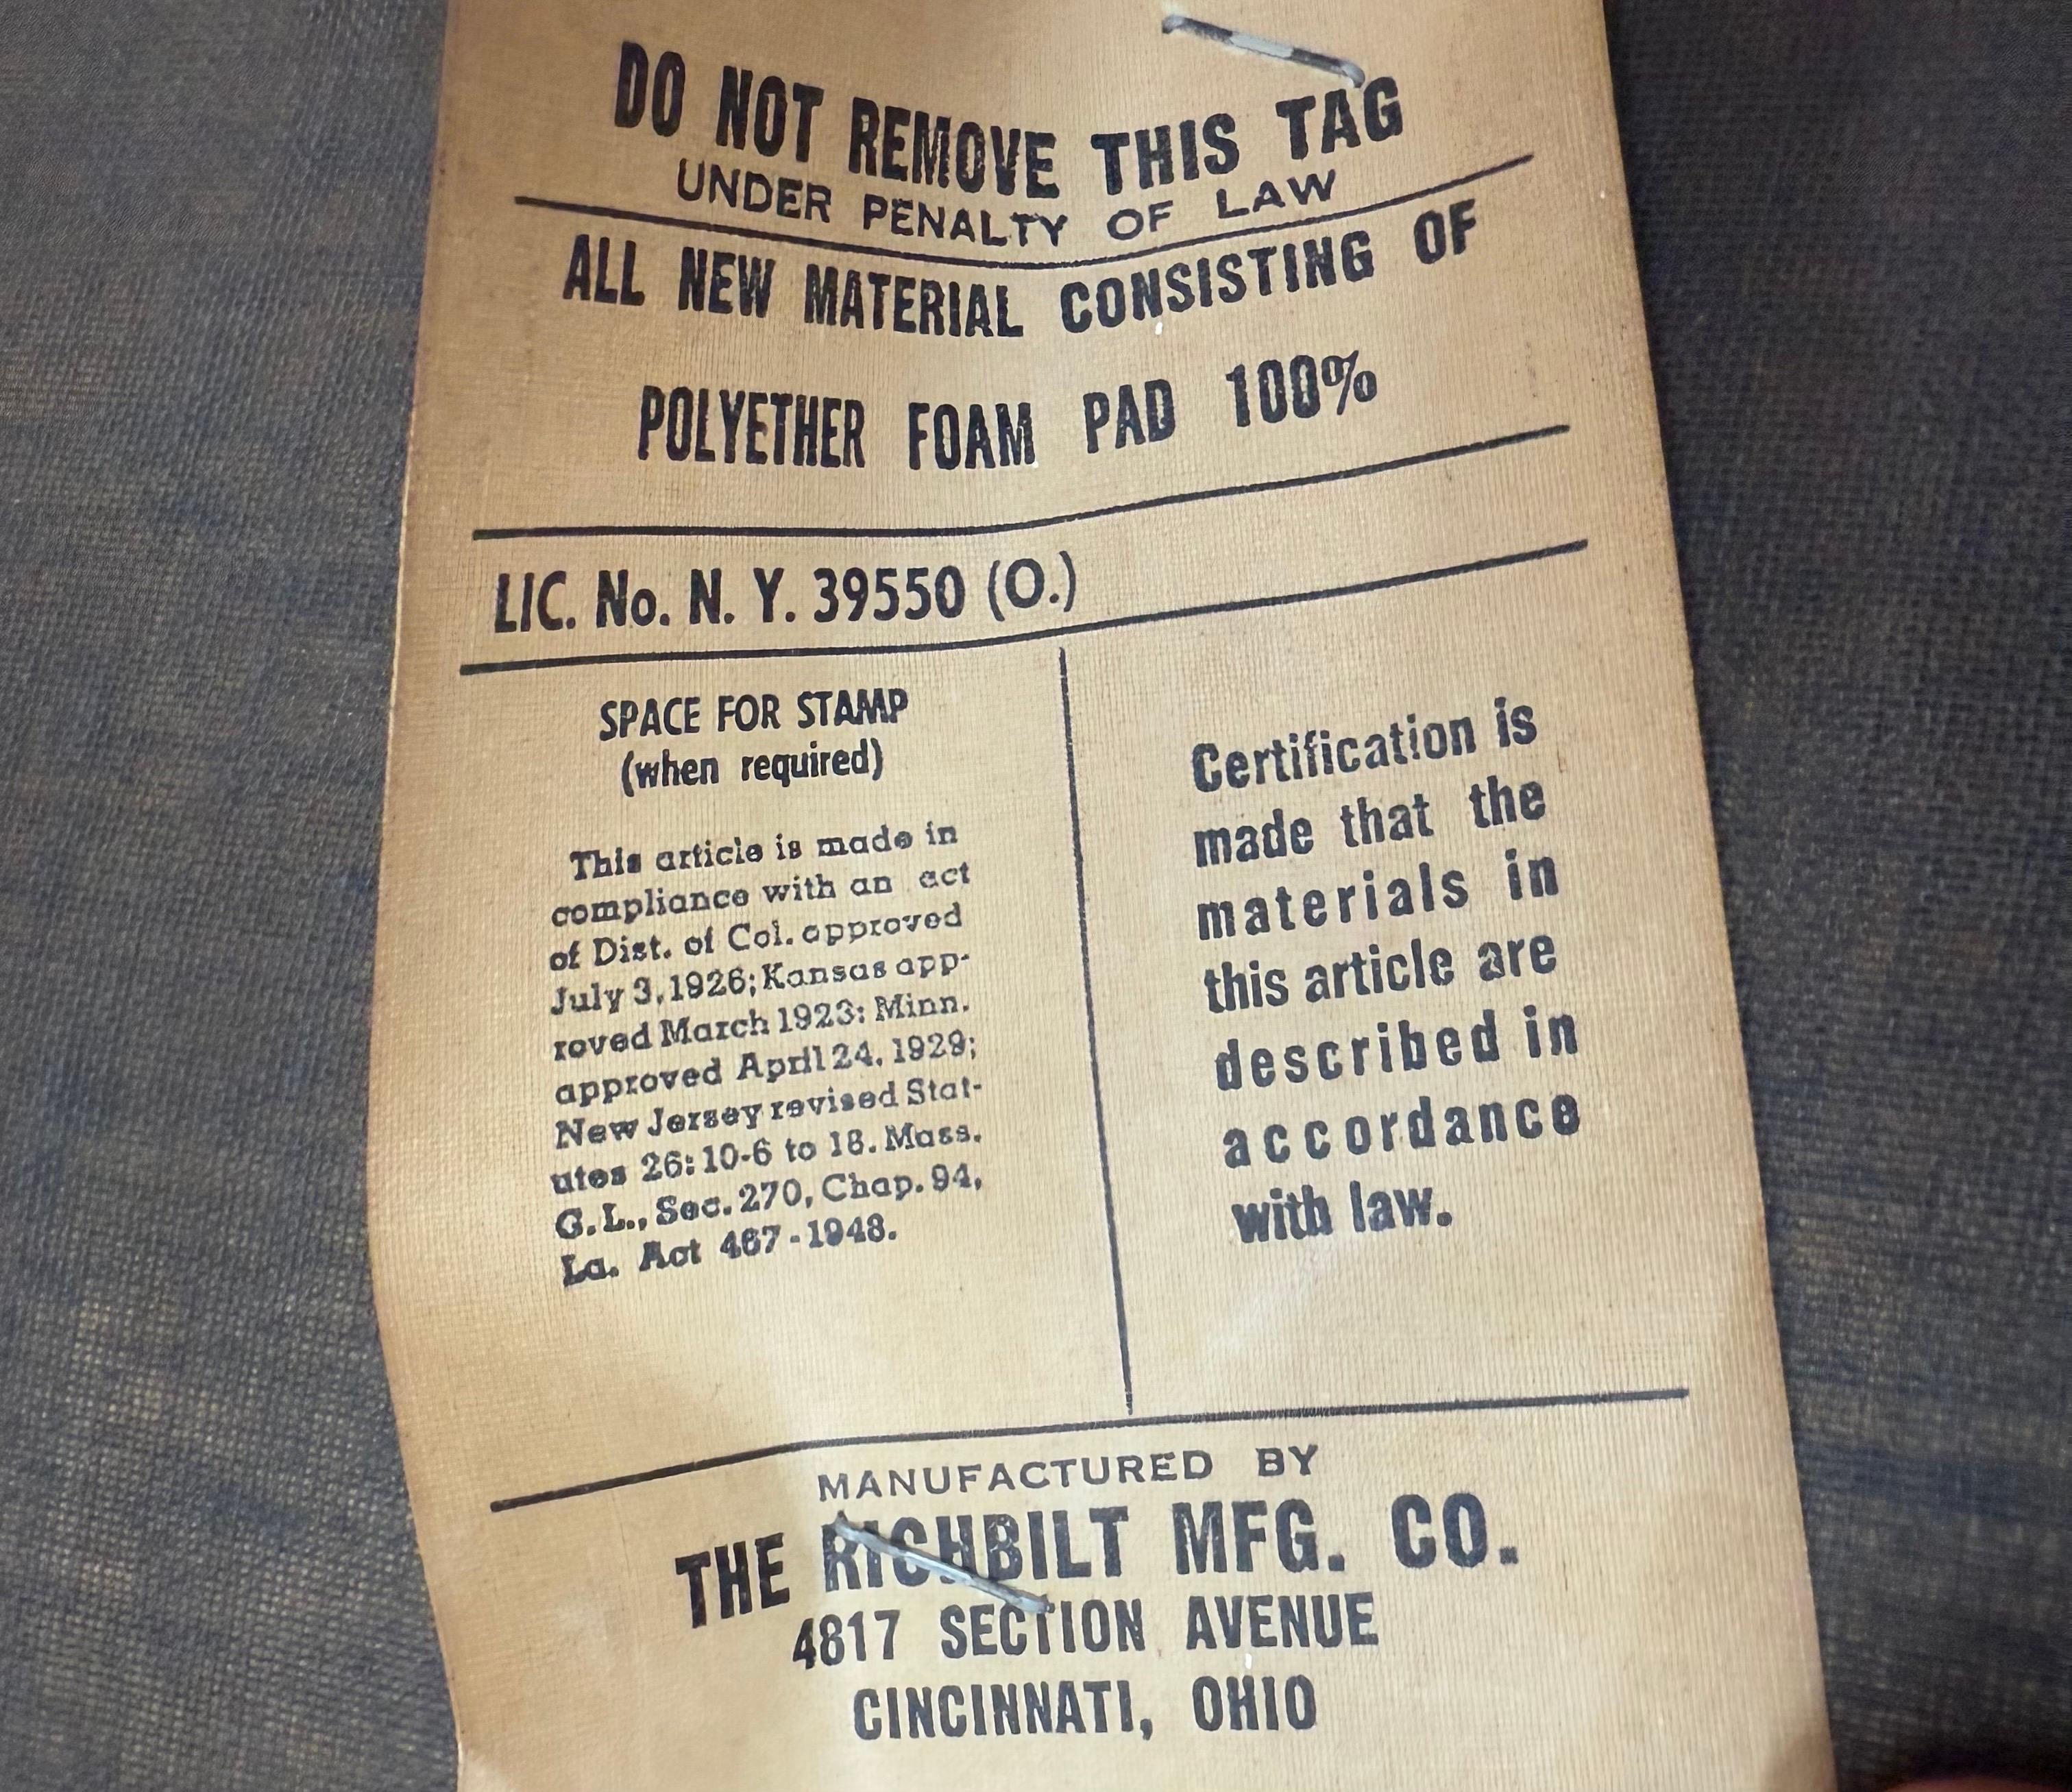 DO NOT REMOVE THIS TAG
UNDER PENALTY OF LAW
ALL NEW MATERIAL CONSISTING OF
POLYETHER FOAM PAD 100%
LIC. No. N. Y. 39550 (O.)
SPACE FOR STAMP
(when required)
This article is made in
compliance with an act
of Dist. of Col. approved
July 3, 1926; Kansas app-
roved March 1923: Minn.
approved April 24, 1929;
New Jersey revised Stat-
utes 26: 10-6 to 18. Mass.
G. L., Sec. 270, Chap. 94,
La. Act 467-1948.
Certification is
made that the
materials in
this article are
described in
accordance
with law.
MANUFACTURED BY
THE RICHBILT MFG. CO.
4817 SECTION AVENUE
CINCINNATI, OHIO